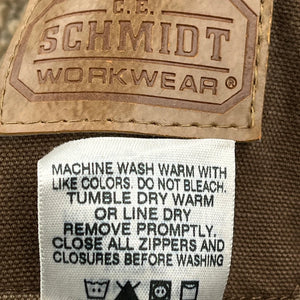 C.E.
SCHMIDT
WORKWEAR®
MACHINE WASH WARM WITH
LIKE COLORS. DO NOT BLEACH.
TUMBLE DRY WARM
OR LINE DRY
REMOVE PROMPTLY.
CLOSE ALL ZIPPERS AND
CLOSURES BEFORE WASHING